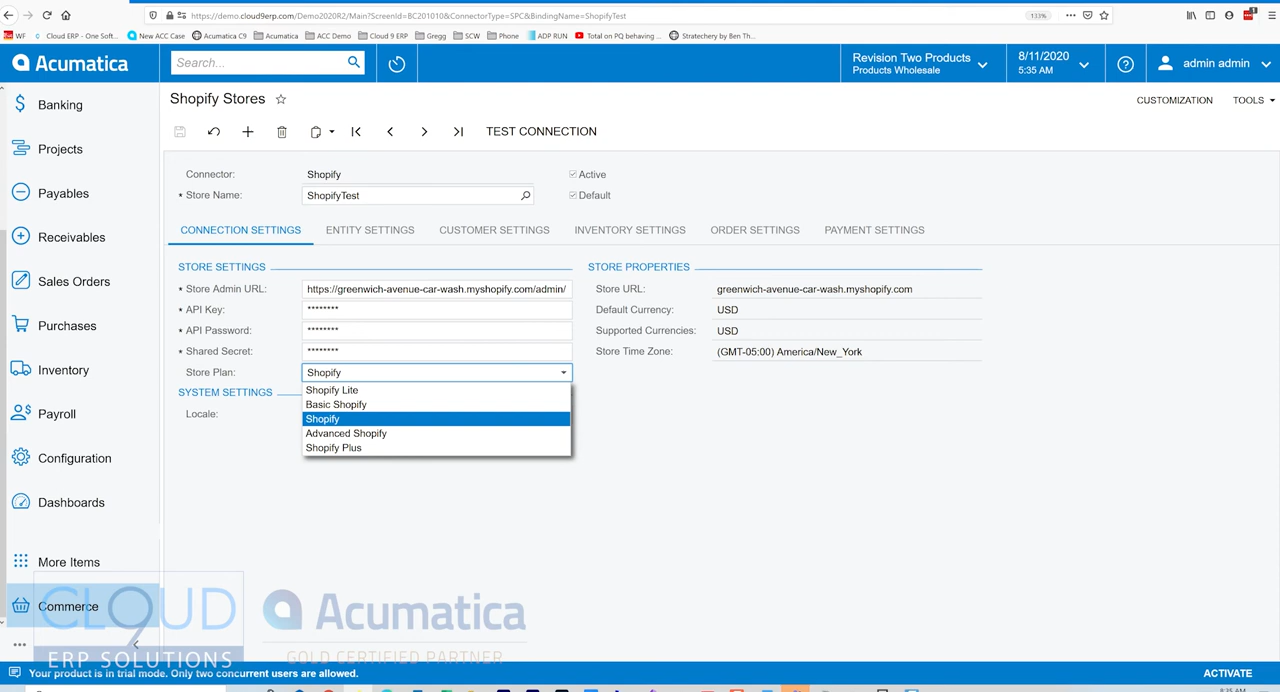 https://demo.cloud9erp.com/Demo2020R2/Main?ScreenId=BC201010&ConnectorType=SPC&BindingName=ShopifyTest
133%
WF
Cloud ERP - One Soft...
New ACC Case
Acumatica C9
Acumatica
ACC Demo
Cloud 9 ERP
Gregg
SCW
Phone
ADP RUN
Total on PQ behaving ...
Stratechery by Ben Th...
Acumatica
Search...
Revision Two Products
Products Wholesale
8/11/2020
5:35 AM
admin admin
Banking
Projects
Payables
Receivables
Sales Orders
Purchases
Inventory
Payroll
Configuration
Dashboards
More Items
Commerce
Shopify Stores
CUSTOMIZATION
TOOLS
TEST CONNECTION
Connector:
Shopify
Active
* Store Name:
ShopifyTest
Default
CONNECTION SETTINGS
ENTITY SETTINGS
CUSTOMER SETTINGS
INVENTORY SETTINGS
ORDER SETTINGS
PAYMENT SETTINGS
STORE SETTINGS
* Store Admin URL:
https://greenwich-avenue-car-wash.myshopify.com/admin/
* API Key:
********
* API Password:
********
* Shared Secret:
********
Store Plan:
Shopify
Shopify Lite
Basic Shopify
Shopify
Advanced Shopify
Shopify Plus
SYSTEM SETTINGS
Locale:
STORE PROPERTIES
Store URL:
greenwich-avenue-car-wash.myshopify.com
Default Currency:
USD
Supported Currencies:
USD
Store Time Zone:
(GMT-05:00) America/New_York
CLOUD
9
ERP SOLUTIONS
Acumatica
GOLD CERTIFIED PARTNER
Your product is in trial mode. Only two concurrent users are allowed.
ACTIVATE